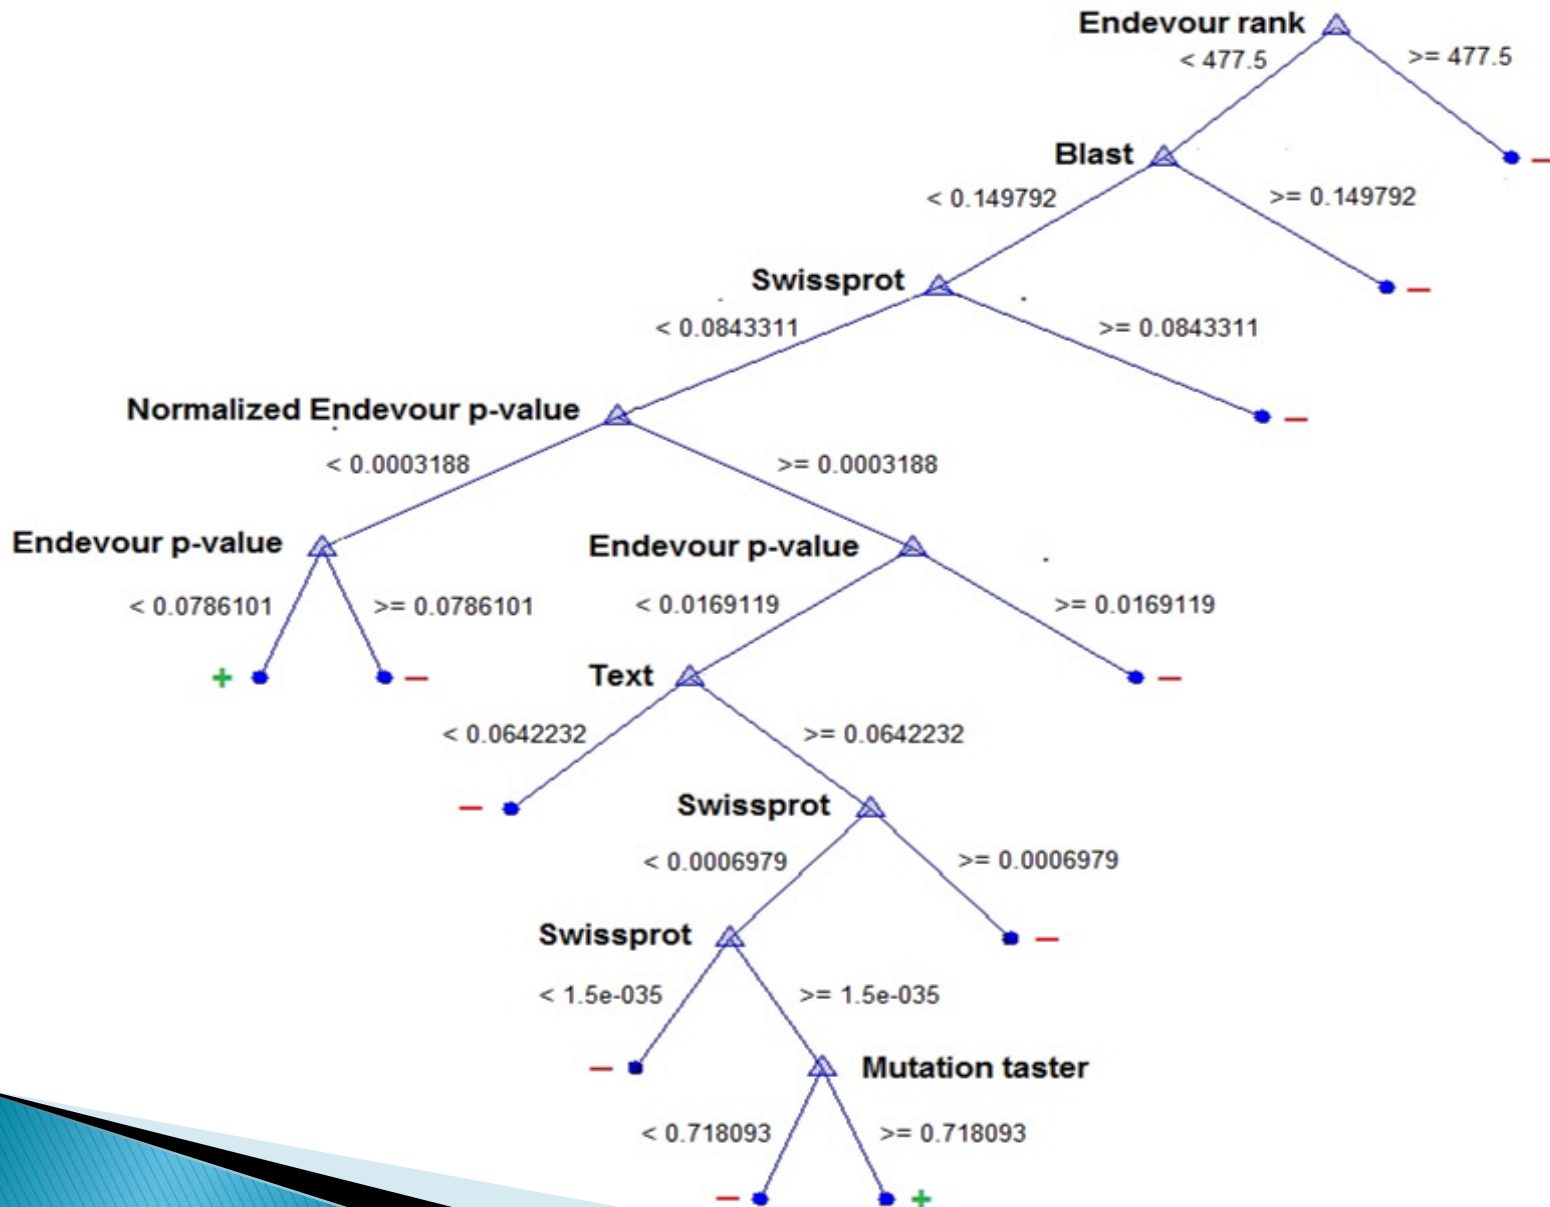 Endevour rank
< 477.5
>= 477.5
−
Blast
< 0.149792
>= 0.149792
−
Swissprot
< 0.0843311
>= 0.0843311
−
Normalized Endevour p-value
< 0.0003188
>= 0.0003188
Endevour p-value
Endevour p-value
< 0.0786101
>= 0.0786101
< 0.0169119
>= 0.0169119
+
−
Text
−
< 0.0642232
>= 0.0642232
−
Swissprot
< 0.0006979
>= 0.0006979
Swissprot
−
< 1.5e-035
>= 1.5e-035
−
Mutation taster
< 0.718093
>= 0.718093
−
+